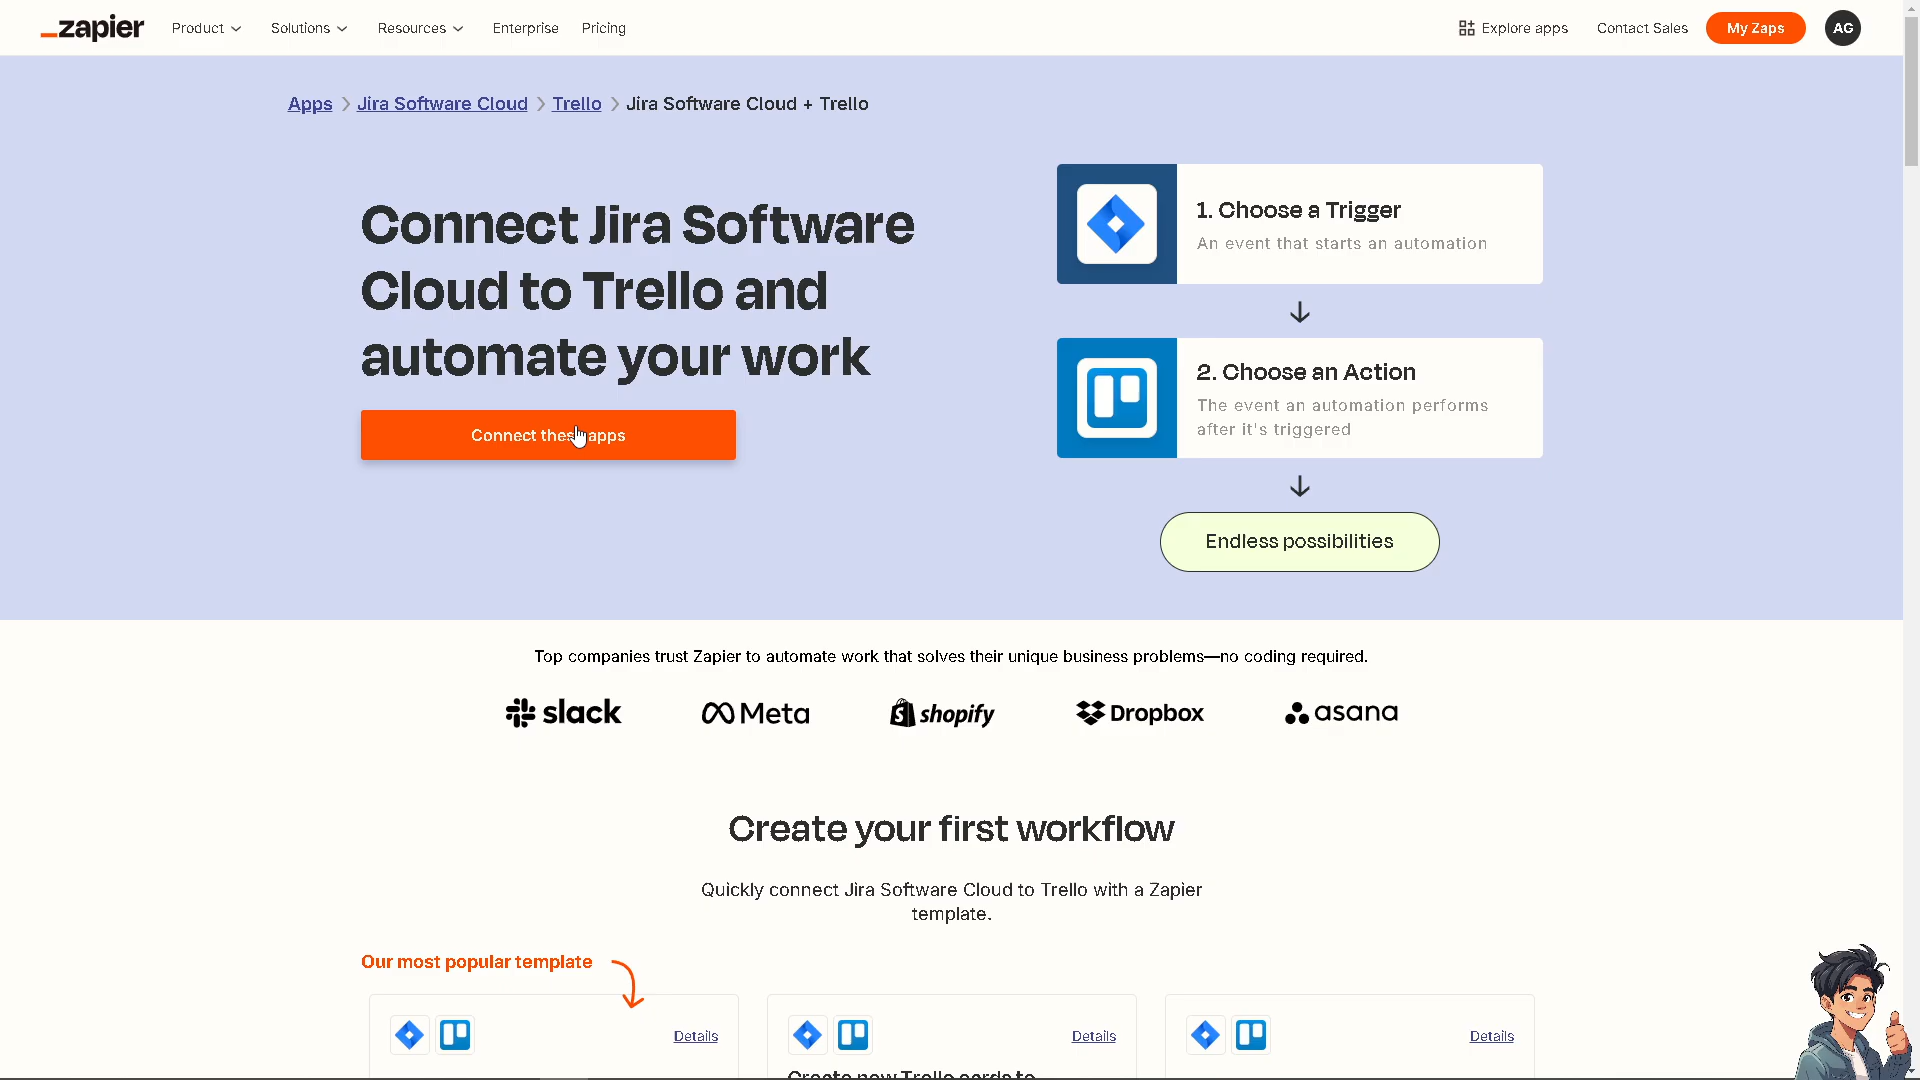 zapier Product Solutions Resources Enterprise Pricing Explore apps Contact Sales My Zaps AG
Apps Jira Software Cloud Trello Jira Software Cloud + Trello
Connect Jira Software
Cloud to Trello and
automate your work
Connect these apps
1. Choose a Trigger
An event that starts an automation
2. Choose an Action
The event an automation performs
after it's triggered
Endless possibilities
Top companies trust Zapier to automate work that solves their unique business problems—no coding required.
slack Meta shopify Dropbox asana
Create your first workflow
Quickly connect Jira Software Cloud to Trello with a Zapier
template.
Our most popular template
Details Details Details
Create new Trello cards to